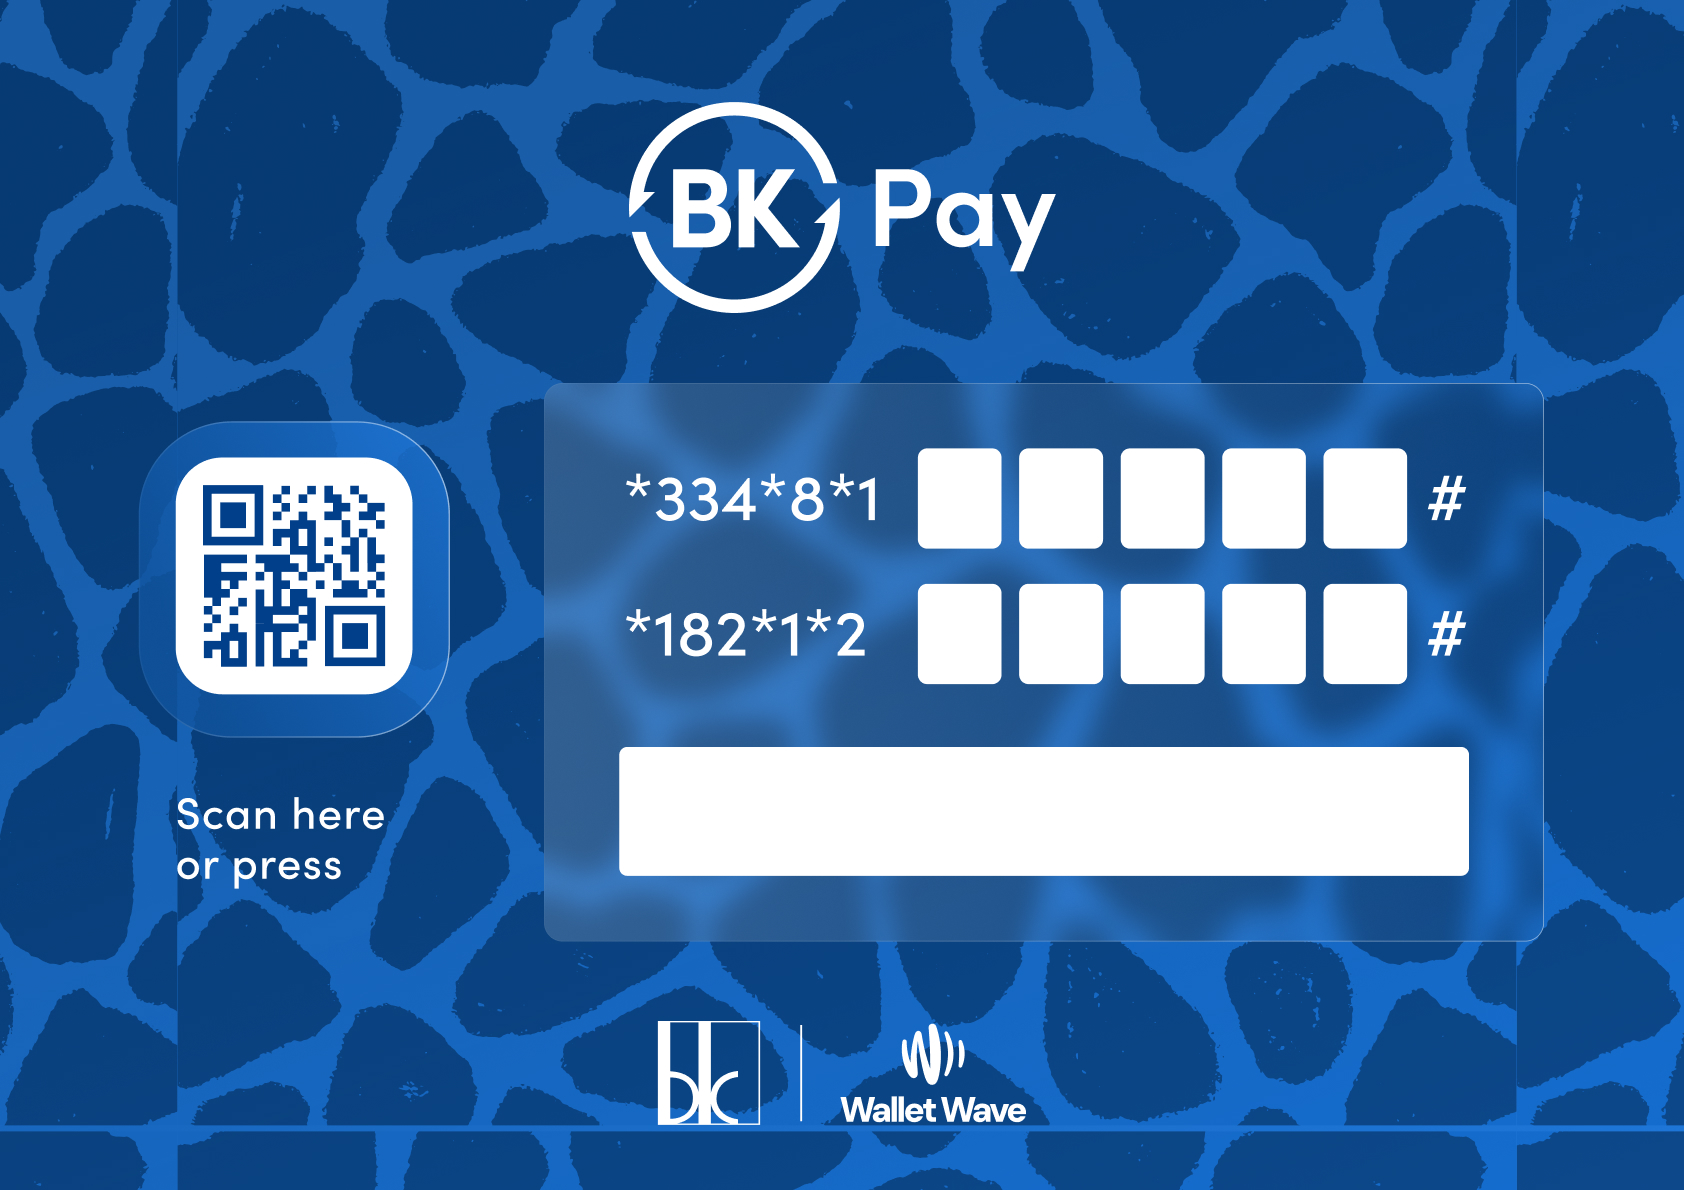 BK Pay
*334*8*1 #
*182*1*2 #
Scan here
or press
bk
Wallet Wave